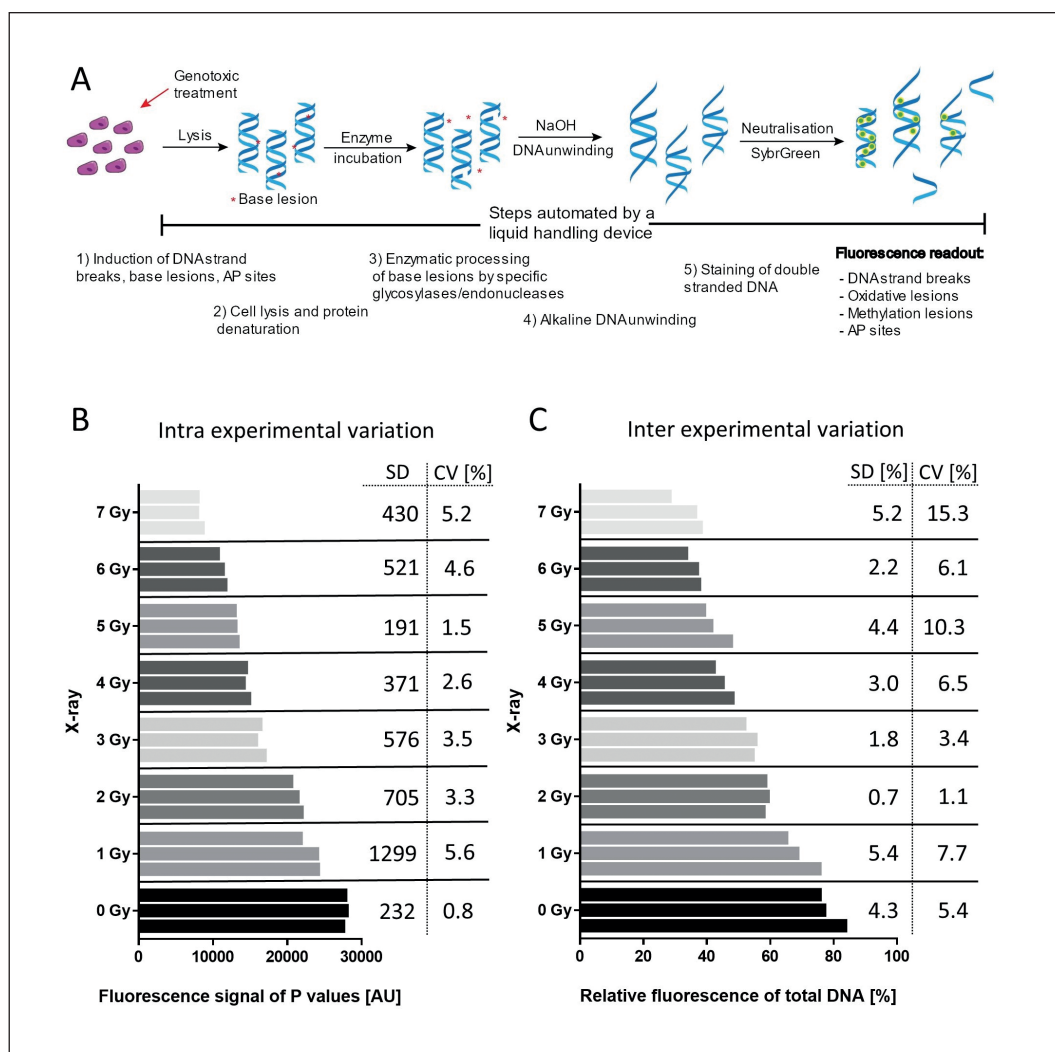 A
Genotoxic
treatment
Lysis
Enzyme
incubation
NaOH
DNAunwinding
Neutralisation
SybrGreen
* Base lesion
Steps automated by a
liquid handling device
1) Induction of DNAstrand
breaks, base lesions, AP sites
2) Cell lysis and protein
denaturation
3) Enzymatic processing
of base lesions by specific
glycosylases/endonucleases
4) Alkaline DNAunwinding
5) Staining of double
stranded DNA
Fluorescence readout:
- DNAstrand breaks
- Oxidative lesions
- Methylation lesions
- AP sites
B
Intra experimental variation
SD CV [%]
7 Gy 430 5.2
6 Gy 521 4.6
5 Gy 191 1.5
4 Gy 371 2.6
3 Gy 576 3.5
2 Gy 705 3.3
1 Gy 1299 5.6
0 Gy 232 0.8
X-ray
0 10000 20000 30000
Fluorescence signal of P values [AU]
C
Inter experimental variation
SD [%] CV [%]
7 Gy 5.2 15.3
6 Gy 2.2 6.1
5 Gy 4.4 10.3
4 Gy 3.0 6.5
3 Gy 1.8 3.4
2 Gy 0.7 1.1
1 Gy 5.4 7.7
0 Gy 4.3 5.4
X-ray
0 20 40 60 80 100
Relative fluorescence of total DNA [%]